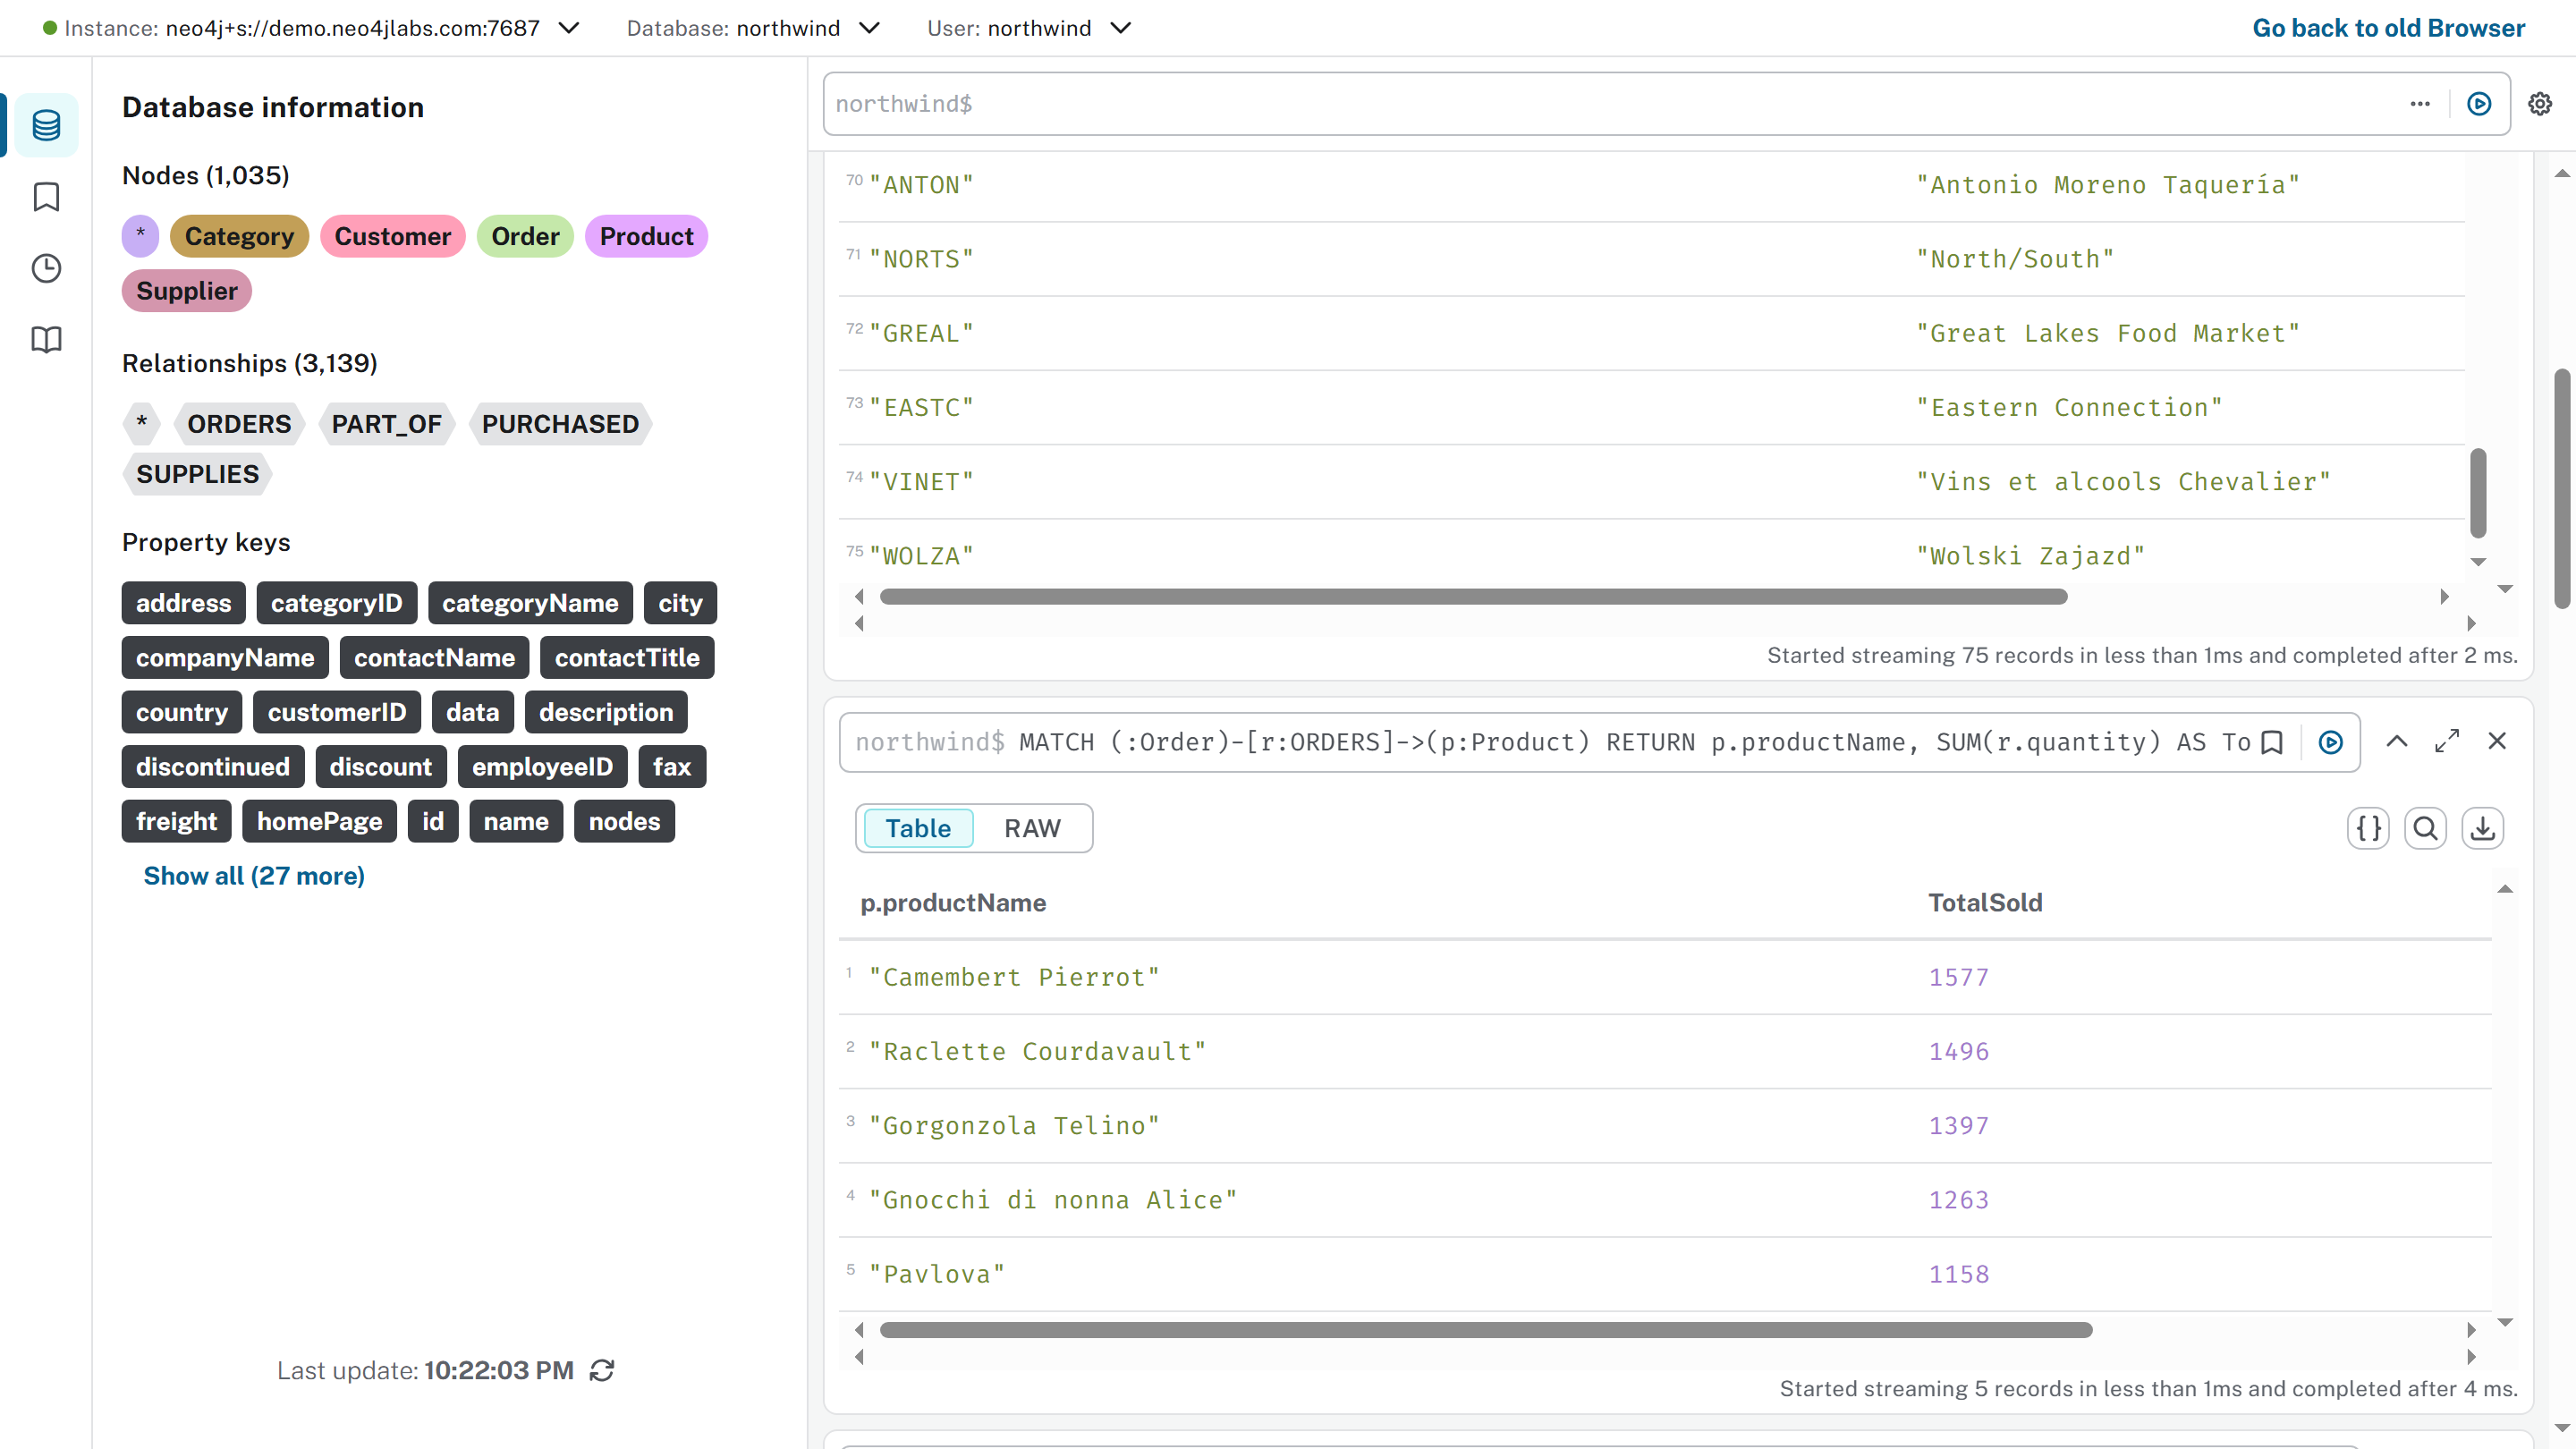 Instance: neo4j+s://demo.neo4jlabs.com:7687 Database: northwind User: northwind Go back to old Browser
Database information
Nodes (1,035)
* Category Customer Order Product
Supplier
Relationships (3,139)
* ORDERS PART_OF PURCHASED
SUPPLIES
Property keys
address categoryID categoryName city
companyName contactName contactTitle
country customerID data description
discontinued discount employeeID fax
freight homePage id name nodes
Show all (27 more)
Last update: 10:22:03 PM
northwind$
70 "ANTON" "Antonio Moreno Taquería"
71 "NORTS" "North/South"
72 "GREAL" "Great Lakes Food Market"
73 "EASTC" "Eastern Connection"
74 "VINET" "Vins et alcools Chevalier"
75 "WOLZA" "Wolski Zajazd"
Started streaming 75 records in less than 1ms and completed after 2 ms.
northwind$ MATCH (:Order)-[r:ORDERS]->(p:Product) RETURN p.productName, SUM(r.quantity) AS To
Table RAW
p.productName TotalSold
1 "Camembert Pierrot" 1577
2 "Raclette Courdavault" 1496
3 "Gorgonzola Telino" 1397
4 "Gnocchi di nonna Alice" 1263
5 "Pavlova" 1158
Started streaming 5 records in less than 1ms and completed after 4 ms.